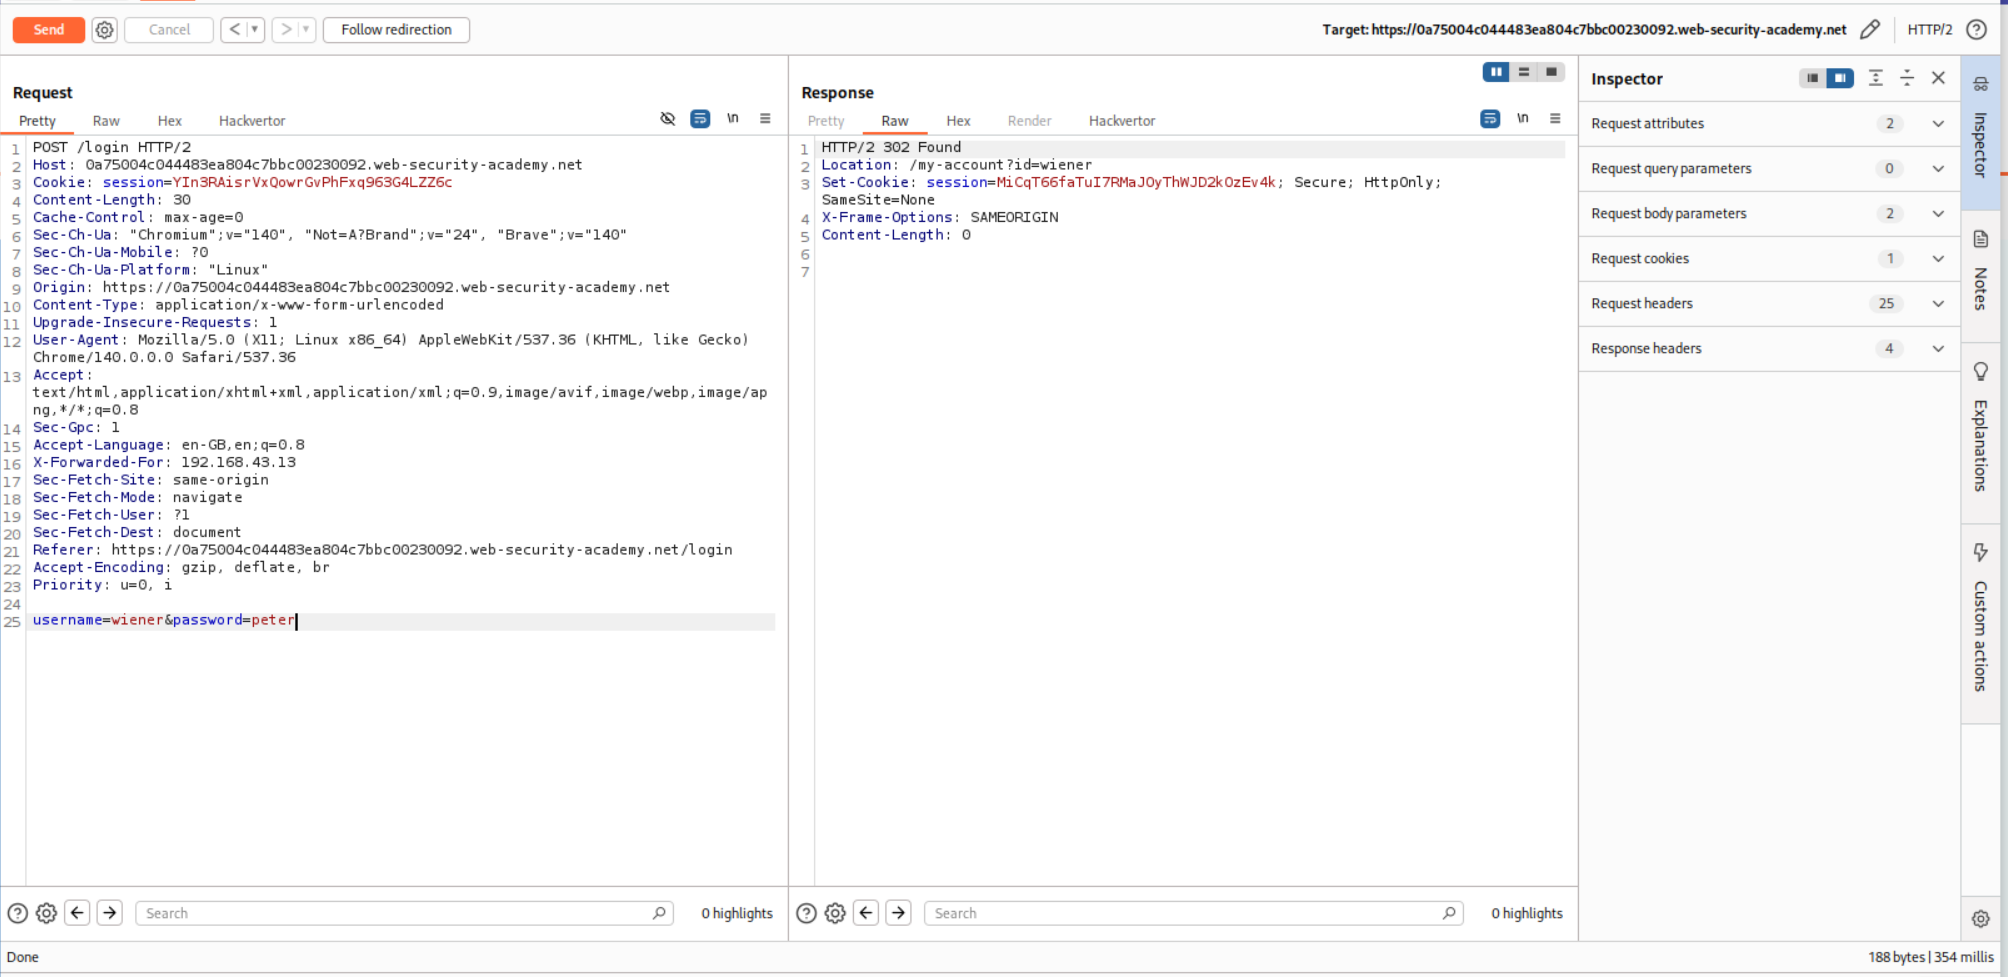 Send Cancel < > Follow redirection Target: https://0a75004c044483ea804c7bbc00230092.web-security-academy.net HTTP/2 ?
Request
Pretty Raw Hex Hackvertor \n
1 POST /login HTTP/2
2 Host: 0a75004c044483ea804c7bbc00230092.web-security-academy.net
3 Cookie: session=YIn3RAisrVxQowrGvPhFxq963G4LZZ6c
4 Content-Length: 30
5 Cache-Control: max-age=0
6 Sec-Ch-Ua: "Chromium";v="140", "Not=A?Brand";v="24", "Brave";v="140"
7 Sec-Ch-Ua-Mobile: ?0
8 Sec-Ch-Ua-Platform: "Linux"
9 Origin: https://0a75004c044483ea804c7bbc00230092.web-security-academy.net
10 Content-Type: application/x-www-form-urlencoded
11 Upgrade-Insecure-Requests: 1
12 User-Agent: Mozilla/5.0 (X11; Linux x86_64) AppleWebKit/537.36 (KHTML, like Gecko)
Chrome/140.0.0.0 Safari/537.36
13 Accept:
text/html,application/xhtml+xml,application/xml;q=0.9,image/avif,image/webp,image/ap
ng,*/*;q=0.8
14 Sec-Gpc: 1
15 Accept-Language: en-GB,en;q=0.8
16 X-Forwarded-For: 192.168.43.13
17 Sec-Fetch-Site: same-origin
18 Sec-Fetch-Mode: navigate
19 Sec-Fetch-User: ?1
20 Sec-Fetch-Dest: document
21 Referer: https://0a75004c044483ea804c7bbc00230092.web-security-academy.net/login
22 Accept-Encoding: gzip, deflate, br
23 Priority: u=0, i
24
25 username=wiener&password=peter
Search 0 highlights
Response
Pretty Raw Hex Render Hackvertor \n
1 HTTP/2 302 Found
2 Location: /my-account?id=wiener
3 Set-Cookie: session=MiCqT66faTuI7RMaJOyThWJD2kOzEv4k; Secure; HttpOnly;
SameSite=None
4 X-Frame-Options: SAMEORIGIN
5 Content-Length: 0
6
7
Search 0 highlights
Inspector
Request attributes 2
Request query parameters 0
Request body parameters 2
Request cookies 1
Request headers 25
Response headers 4
Inspector
Notes
Explanations
Custom actions
Done 188 bytes | 354 millis